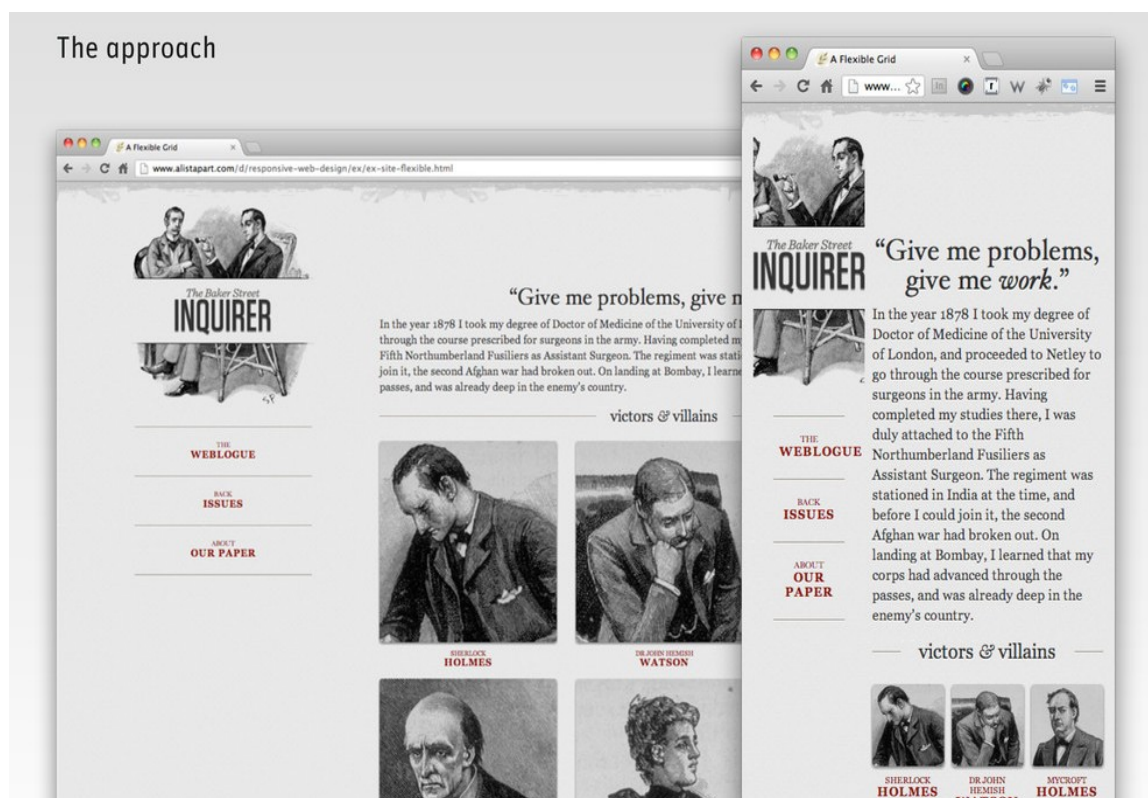 The approach
A Flexible Grid
www.alistapart.com/d/responsive-web-design/ex/ex-site-flexible.html
The Baker Street
INQUIRER
THE
WEBLOGUE
BACK
ISSUES
ABOUT
OUR PAPER
“Give me problems, give m
In the year 1878 I took my degree of Doctor of Medicine of the University of
through the course prescribed for surgeons in the army. Having completed m
Fifth Northumberland Fusiliers as Assistant Surgeon. The regiment was stati
join it, the second Afghan war had broken out. On landing at Bombay, I learne
passes, and was already deep in the enemy’s country.
victors & villains
SHERLOCK
HOLMES
DR. JOHN HEMISH
WATSON
A Flexible Grid
www...
The Baker Street
INQUIRER
THE
WEBLOGUE
BACK
ISSUES
ABOUT
OUR
PAPER
“Give me problems,
give me work.”
In the year 1878 I took my degree of
Doctor of Medicine of the University
of London, and proceeded to Netley to
go through the course prescribed for
surgeons in the army. Having
completed my studies there, I was
duly attached to the Fifth
Northumberland Fusiliers as
Assistant Surgeon. The regiment was
stationed in India at the time, and
before I could join it, the second
Afghan war had broken out. On
landing at Bombay, I learned that my
corps had advanced through the
passes, and was already deep in the
enemy’s country.
victors & villains
SHERLOCK
HOLMES
DR. JOHN
HEMISH
MYCROFT
HOLMES